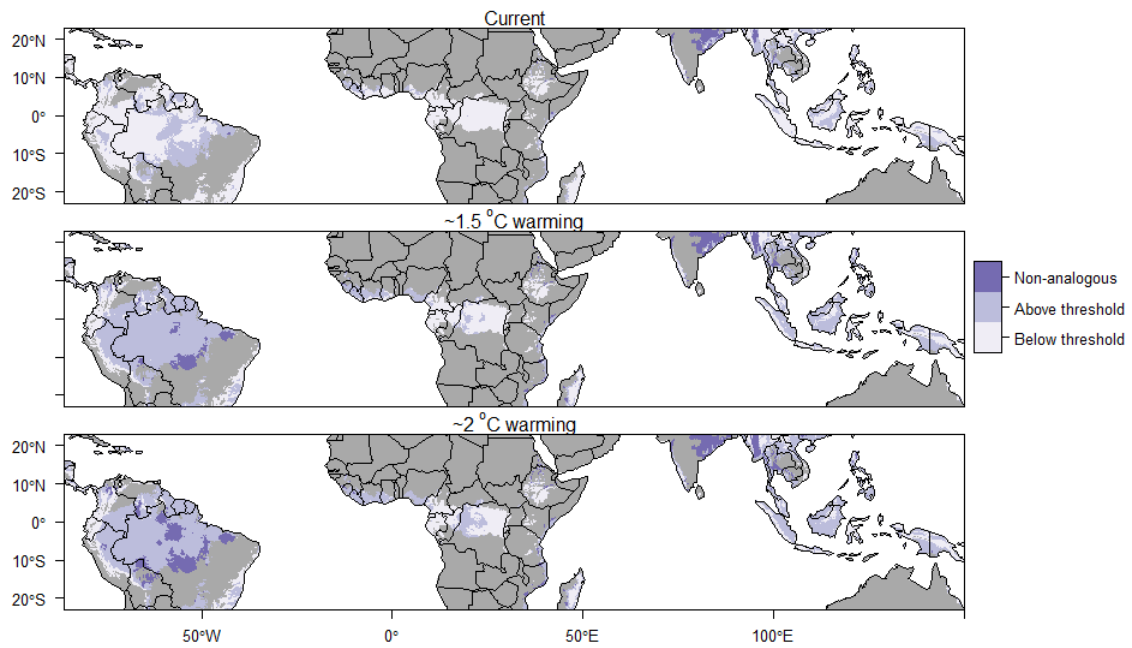 Current
20°N
10°N
0°
10°S
20°S
~1.5 °C warming
Non-analogous
Above threshold
Below threshold
~2 °C warming
20°N
10°N
0°
10°S
20°S
50°W
0°
50°E
100°E